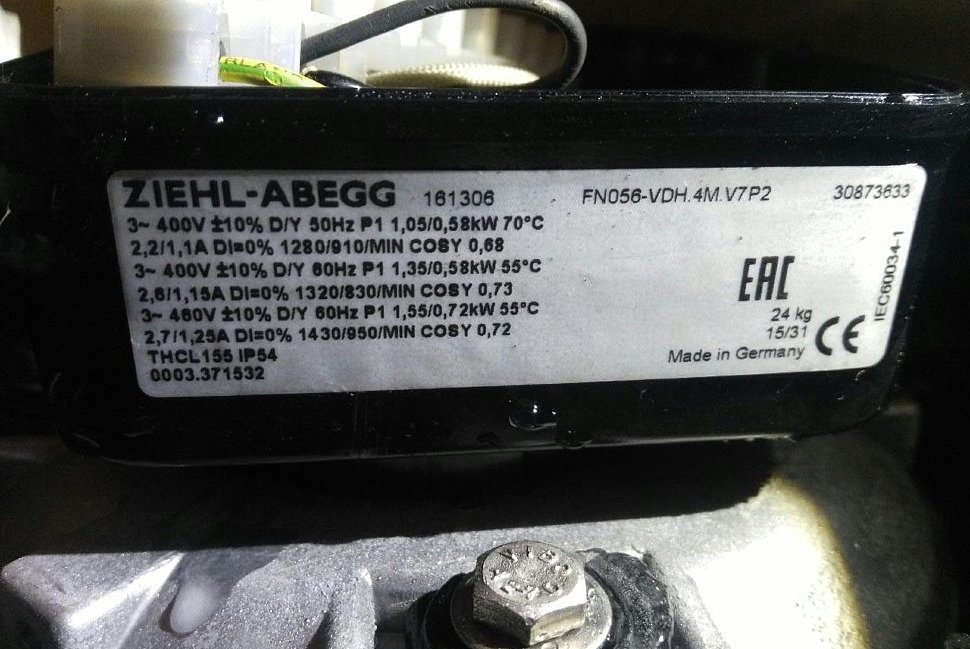 ZIEHL-ABEGG 161306 FN056-VDH.4M.V7P2 30873633
3~ 400V ±10% D/Y 50Hz P1 1,05/0,58kW 70°C
2,2/1,1A DI=0% 1280/910/MIN COSY 0,68
3~ 400V ±10% D/Y 60Hz P1 1,35/0,58kW 55°C
2,6/1,15A DI=0% 1320/830/MIN COSY 0,73
3~ 460V ±10% D/Y 60Hz P1 1,55/0,72kW 55°C
2,7/1,25A DI=0% 1430/950/MIN COSY 0,72
THCL155 IP54
0003.371532
EAC
24 kg
15/31
Made in Germany
CE
IEC60034-1